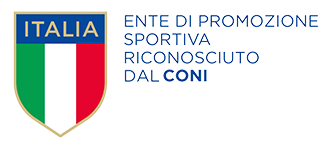 ITALIA
ENTE DI PROMOZIONE
SPORTIVA
RICONOSCIUTO
DAL CONI